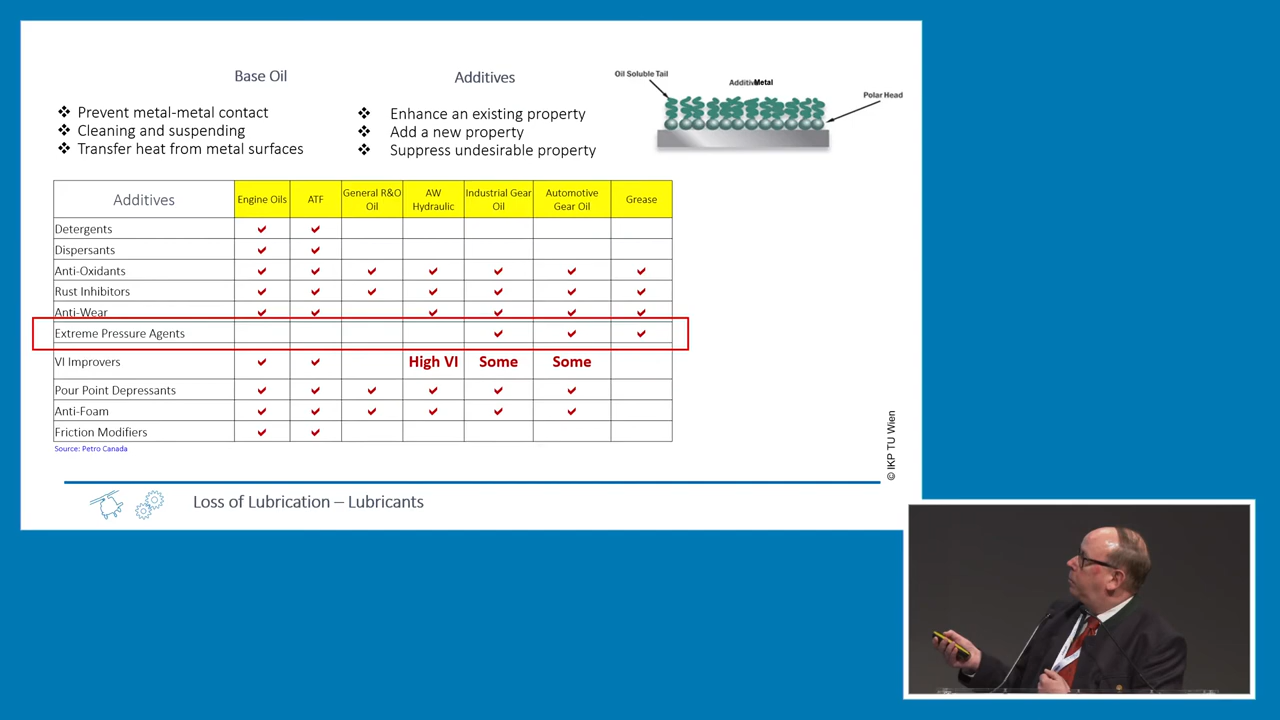 Base Oil
Additives
❖ Prevent metal-metal contact
❖ Cleaning and suspending
❖ Transfer heat from metal surfaces
❖ Enhance an existing property
❖ Add a new property
❖ Suppress undesirable property
Oil Soluble Tail
Metal
Polar Head
Additives | Engine Oils | ATF | General R&O Oil | AW Hydraulic | Industrial Gear Oil | Automotive Gear Oil | Grease
Detergents ✓ ✓
Dispersants ✓ ✓
Anti-Oxidants ✓ ✓ ✓ ✓ ✓ ✓ ✓
Rust Inhibitors ✓ ✓ ✓ ✓ ✓ ✓ ✓
Anti-Wear ✓ ✓ ✓ ✓ ✓ ✓
Extreme Pressure Agents ✓ ✓ ✓
VI Improvers ✓ ✓ High VI Some Some
Pour Point Depressants ✓ ✓ ✓ ✓ ✓ ✓
Anti-Foam ✓ ✓ ✓ ✓ ✓ ✓
Friction Modifiers ✓ ✓
Source: Petro Canada
© IKP TU Wien
Loss of Lubrication – Lubricants